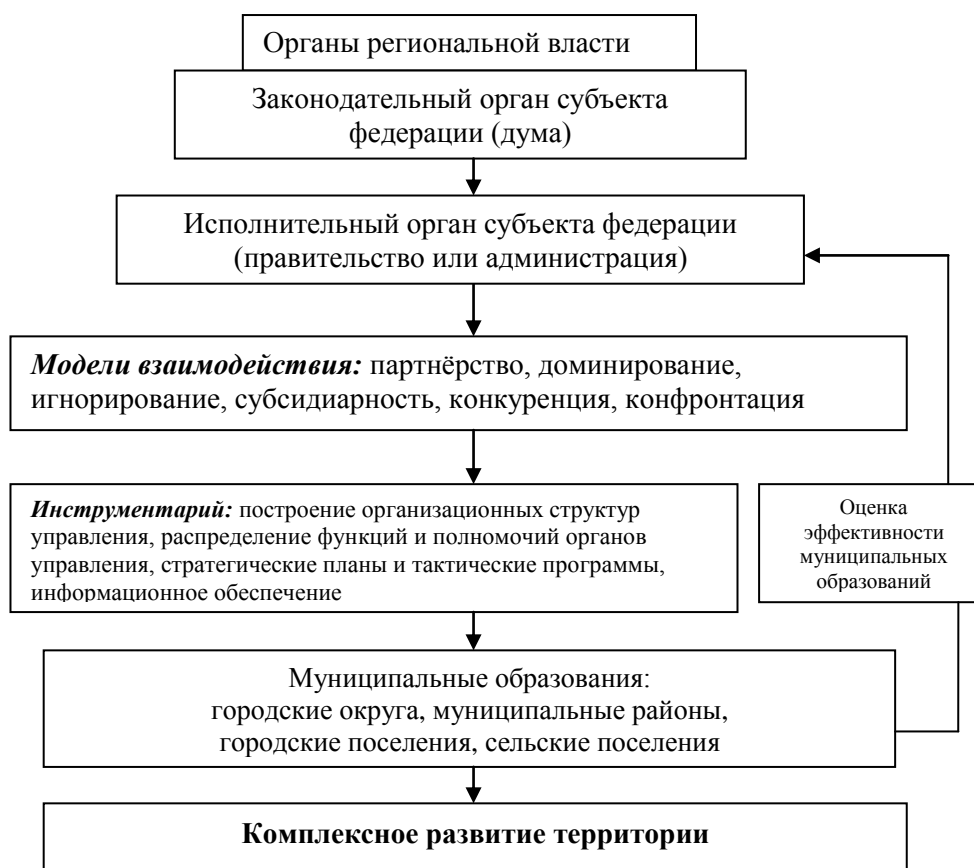 Органы региональной власти
Законодательный орган субъекта
федерации (дума)
Исполнительный орган субъекта федерации
(правительство или администрация)
Модели взаимодействия: партнёрство, доминирование,
игнорирование, субсидиарность, конкуренция, конфронтация
Инструментарий: построение организационных структур
управления, распределение функций и полномочий органов
управления, стратегические планы и тактические программы,
информационное обеспечение
Оценка
эффективности
муниципальных
образований
Муниципальные образования:
городские округа, муниципальные районы,
городские поселения, сельские поселения
Комплексное развитие территории